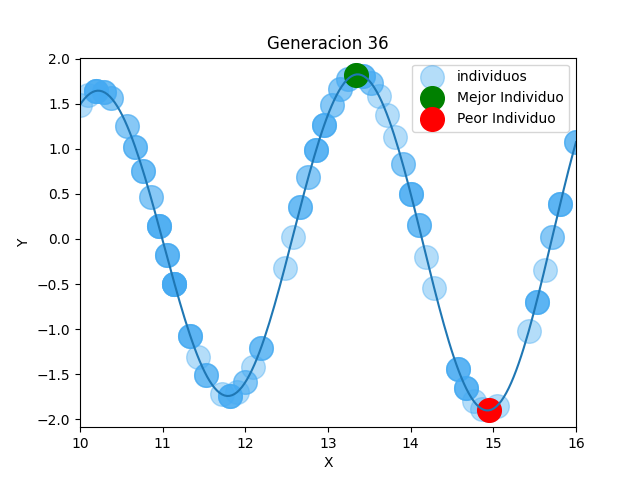 Generacion 36
individuos
Mejor Individuo
Peor Individuo
2.0
1.5
1.0
0.5
0.0
−0.5
−1.0
−1.5
−2.0
Y
10 11 12 13 14 15 16
X